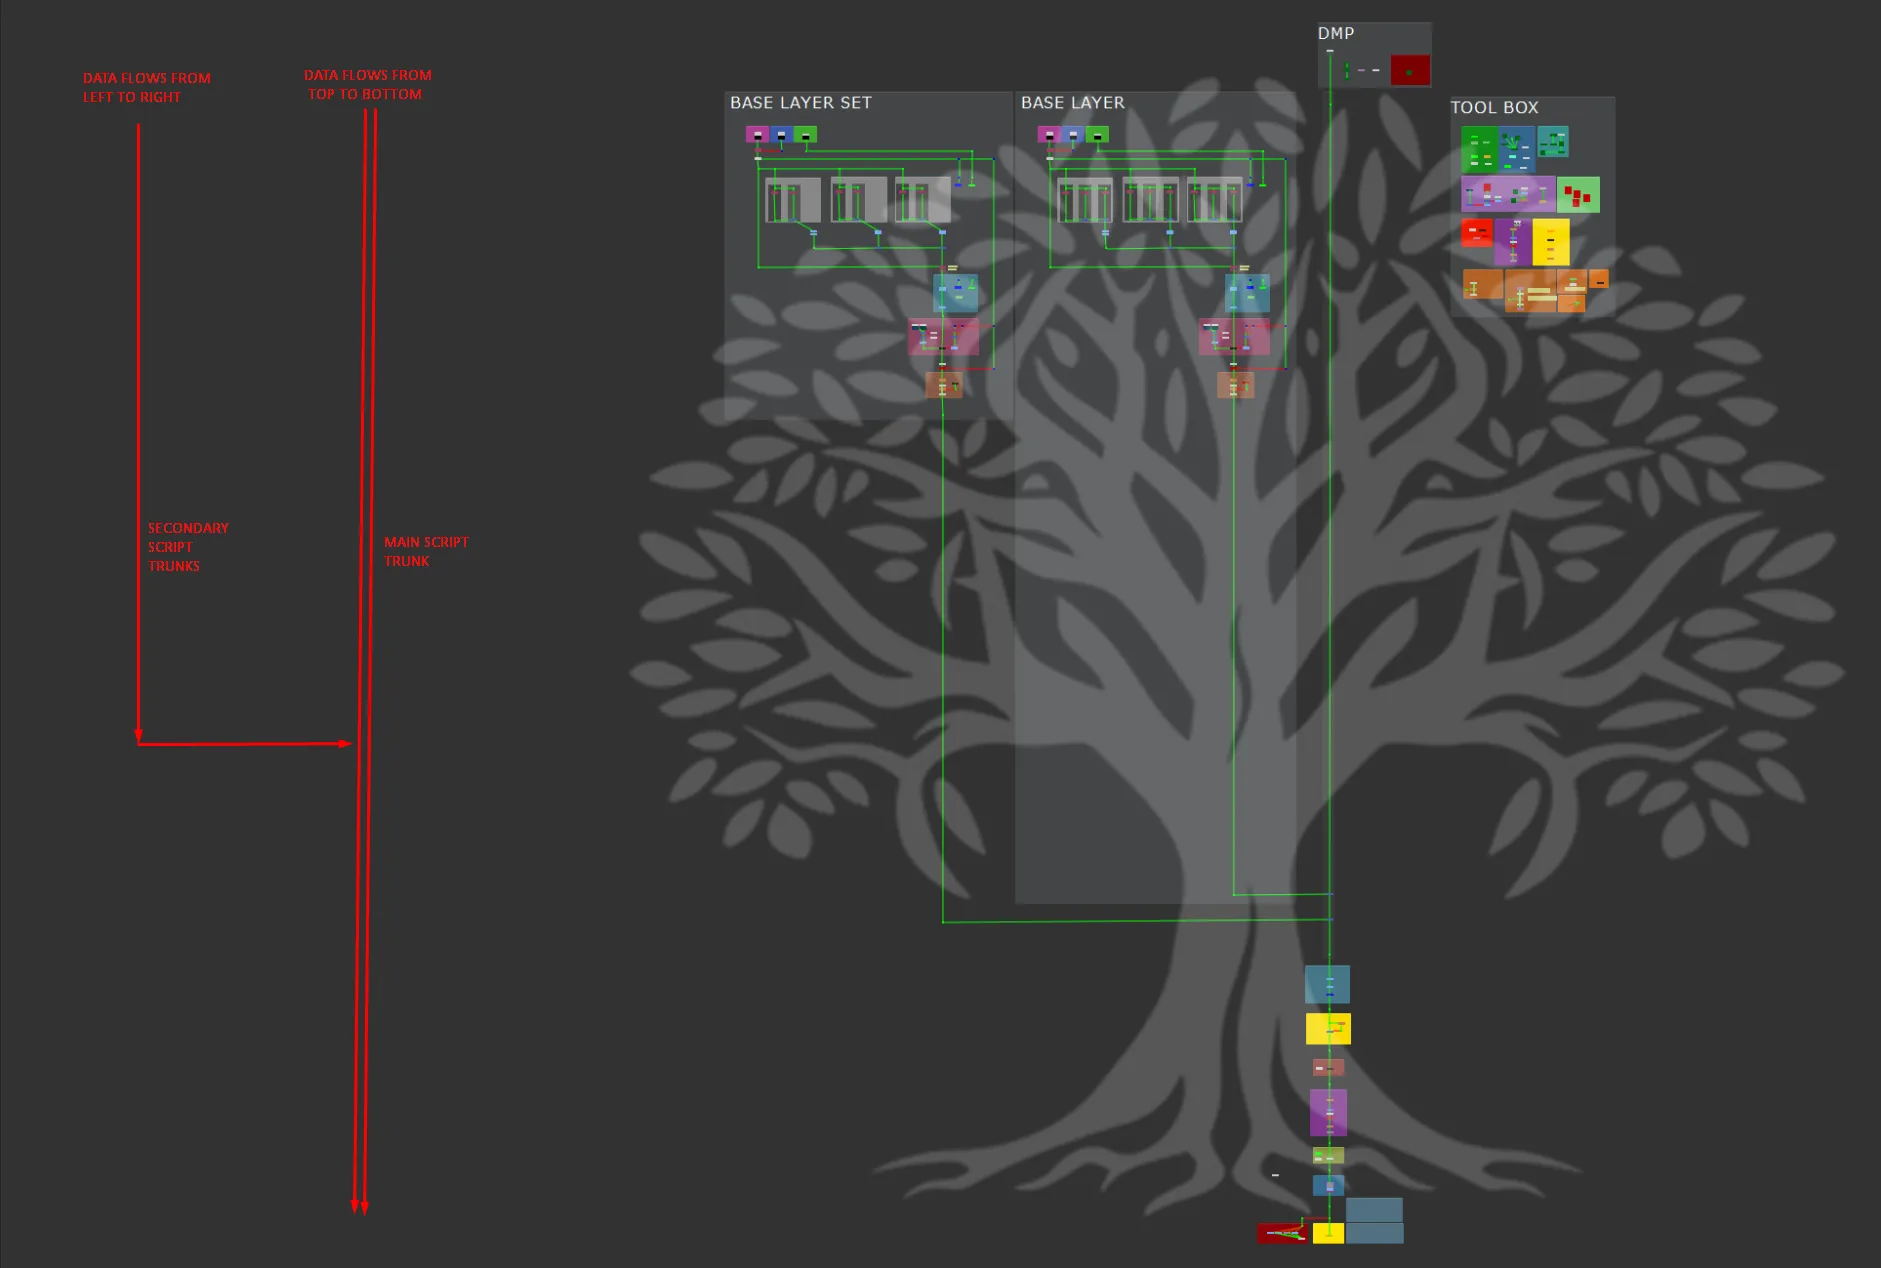 DATA FLOWS FROM
LEFT TO RIGHT
DATA FLOWS FROM
TOP TO BOTTOM
SECONDARY
SCRIPT
TRUNKS
MAIN SCRIPT
TRUNK
BASE LAYER SET
BASE LAYER
DMP
TOOL BOX